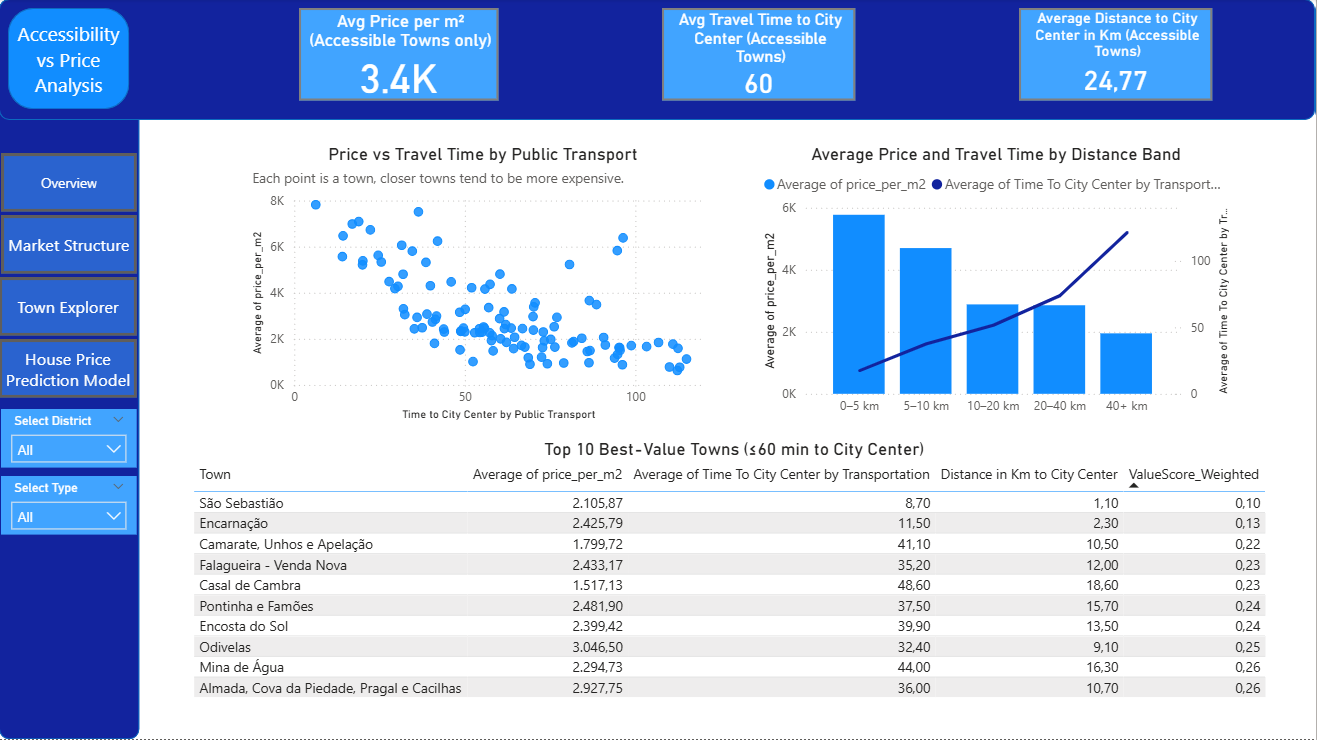 Accessibility
vs Price
Analysis
Avg Price per m²
(Accessible Towns only)
3.4K
Avg Travel Time to City
Center (Accessible
Towns)
60
Average Distance to City
Center in Km (Accessible
Towns)
24,77
Overview
Market Structure
Town Explorer
House Price
Prediction Model
Select District
All
Select Type
All
Price vs Travel Time by Public Transport
Each point is a town, closer towns tend to be more expensive.
Average of price_per_m2
8K
6K
4K
2K
0K
0 50 100
Time to City Center by Public Transport
Average Price and Travel Time by Distance Band
Average of price_per_m2 Average of Time To City Center by Transport...
Average of price_per_m2
6K
4K
2K
0K
100
50
0
Average of Time To City Center by Tr...
0–5 km 5–10 km 10–20 km 20–40 km 40+ km
Top 10 Best-Value Towns (≤60 min to City Center)
Town Average of price_per_m2 Average of Time To City Center by Transportation Distance in Km to City Center ValueScore_Weighted
São Sebastião 2.105,87 8,70 1,10 0,10
Encarnação 2.425,79 11,50 2,30 0,13
Camarate, Unhos e Apelação 1.799,72 41,10 10,50 0,22
Falagueira - Venda Nova 2.433,17 35,20 12,00 0,23
Casal de Cambra 1.517,13 48,60 18,60 0,23
Pontinha e Famões 2.481,90 37,50 15,70 0,24
Encosta do Sol 2.399,42 39,90 13,50 0,24
Odivelas 3.046,50 32,40 9,10 0,25
Mina de Água 2.294,73 44,00 16,30 0,26
Almada, Cova da Piedade, Pragal e Cacilhas 2.927,75 36,00 10,70 0,26